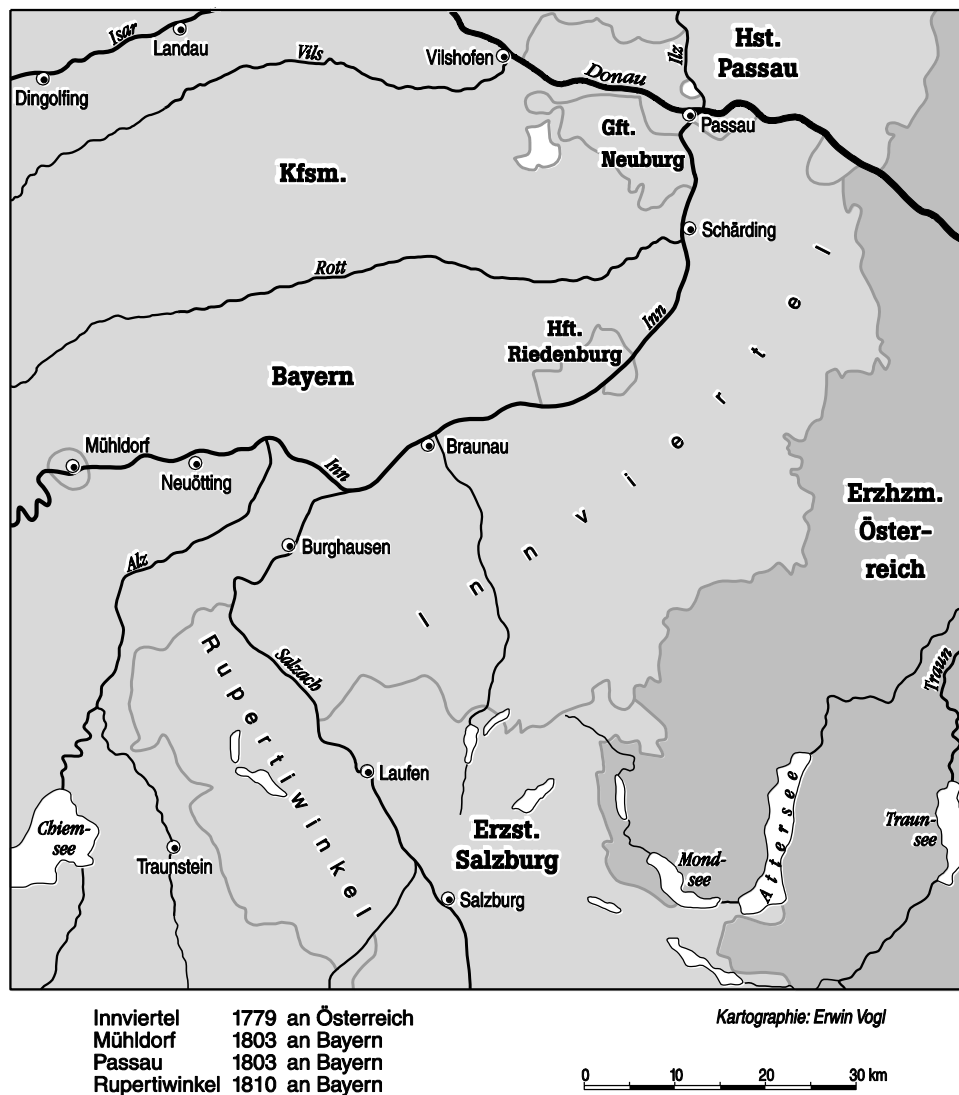 Isar
Landau
Dingolfing
Vils
Vilshofen
Donau
Ilz
Hst.
Passau
Passau
Gft.
Neuburg
Kfsm.
Schärding
Rott
Inn
Hft.
Riedenburg
Bayern
Innviertel
Mühldorf
Neuötting
Inn
Braunau
Erzhzm.
Öster-
reich
Burghausen
Alz
Salzach
Rupertiwinkel
Traun
Laufen
Chiem-
see
Traunstein
Erzst.
Salzburg
Salzburg
Mond-
see
Attersee
Traun-
see
Innviertel 1779 an Österreich
Mühldorf 1803 an Bayern
Passau 1803 an Bayern
Rupertiwinkel 1810 an Bayern
Kartographie: Erwin Vogl
0 10 20 30 km